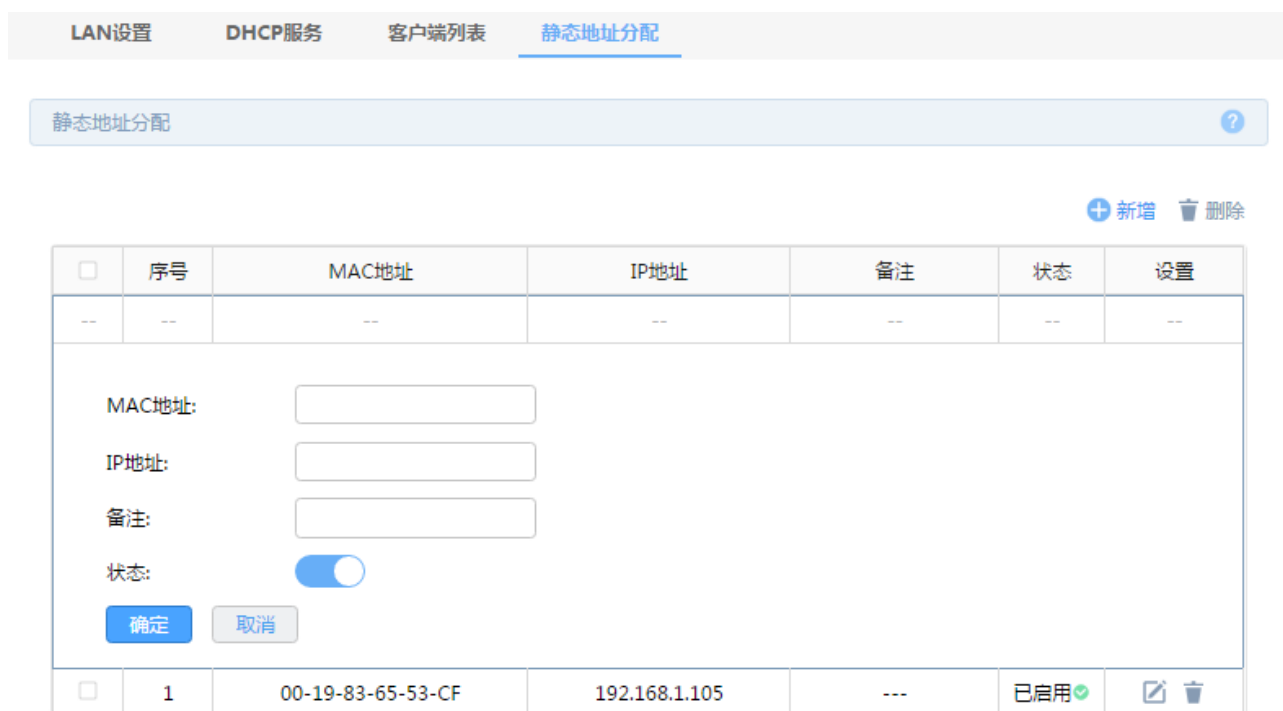 LAN设置 DHCP服务 客户端列表 静态地址分配
静态地址分配 ?
新增 删除
序号 MAC地址 IP地址 备注 状态 设置
-- -- -- -- -- -- --
MAC地址:
IP地址:
备注:
状态:
确定 取消
1 00-19-83-65-53-CF 192.168.1.105 --- 已启用